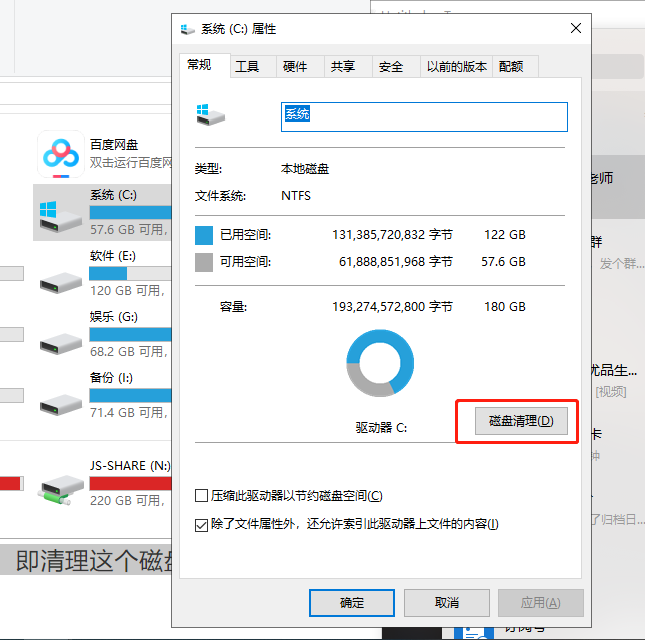 系统 (C:) 属性
常规
工具
硬件
共享
安全
以前的版本
配额
系统
类型:
本地磁盘
文件系统:
NTFS
已用空间:
131,385,720,832 字节
122 GB
可用空间:
61,888,851,968 字节
57.6 GB
容量:
193,274,572,800 字节
180 GB
驱动器 C:
磁盘清理(D)
压缩此驱动器以节约磁盘空间(C)
除了文件属性外，还允许索引此驱动器上文件的内容(I)
确定
取消
应用(A)
百度网盘
双击运行百度网
系统 (C:)
57.6 GB 可用,
软件 (E:)
120 GB 可用,
娱乐 (G:)
68.2 GB 可用,
备份 (I:)
71.4 GB 可用,
JS-SHARE (N:)
220 GB 可用,
即清理这个磁盘
老师
群
发个群...
优品生...
[视频]
卡
了归档日...
订阅号